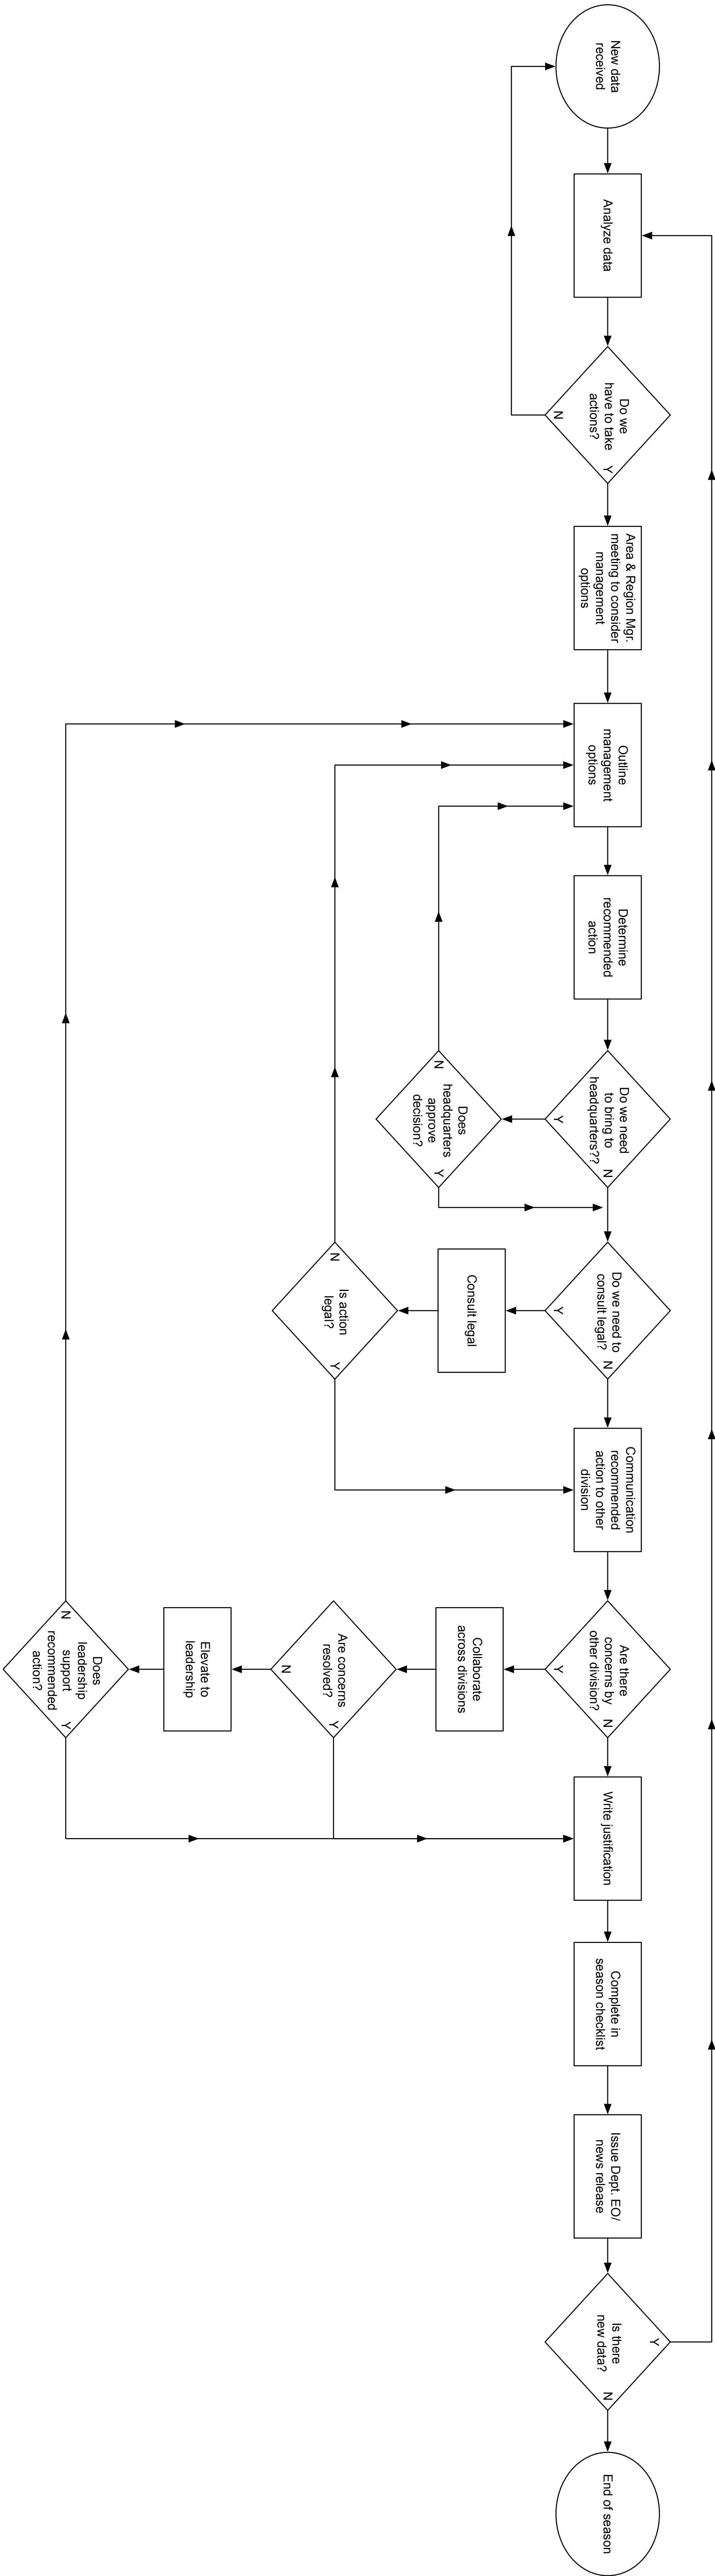 New data
received
Analyze data
Do we
have to take
actions?
Y
N
Area & Region Mgr.
meeting to consider
management
options
Outline
management
options
Determine
recommended
action
Do we need
to bring to
headquarters??
N
Y
Does
headquarters
approve
decision?
N
Y
Do we need to
consult legal?
N
Y
Consult legal
Is action
legal?
N
Y
Communication
recommended
action to other
division
Are there
concerns by
other division?
N
Y
Collaborate
across divisions
Are concerns
resolved?
Y
N
Elevate to
leadership
Does
leadership
support
recommended
action?
N
Y
Write justification
Complete in
season checklist
Issue Dept. EO/
news release
Is there
new data?
Y
N
End of season